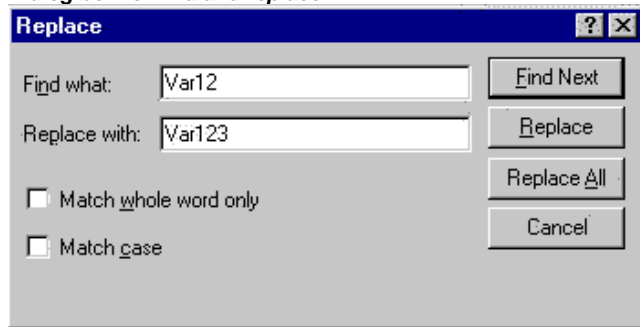 Replace
Find what: Var12
Find Next
Replace with: Var123
Replace
Replace All
Match whole word only
Cancel
Match case